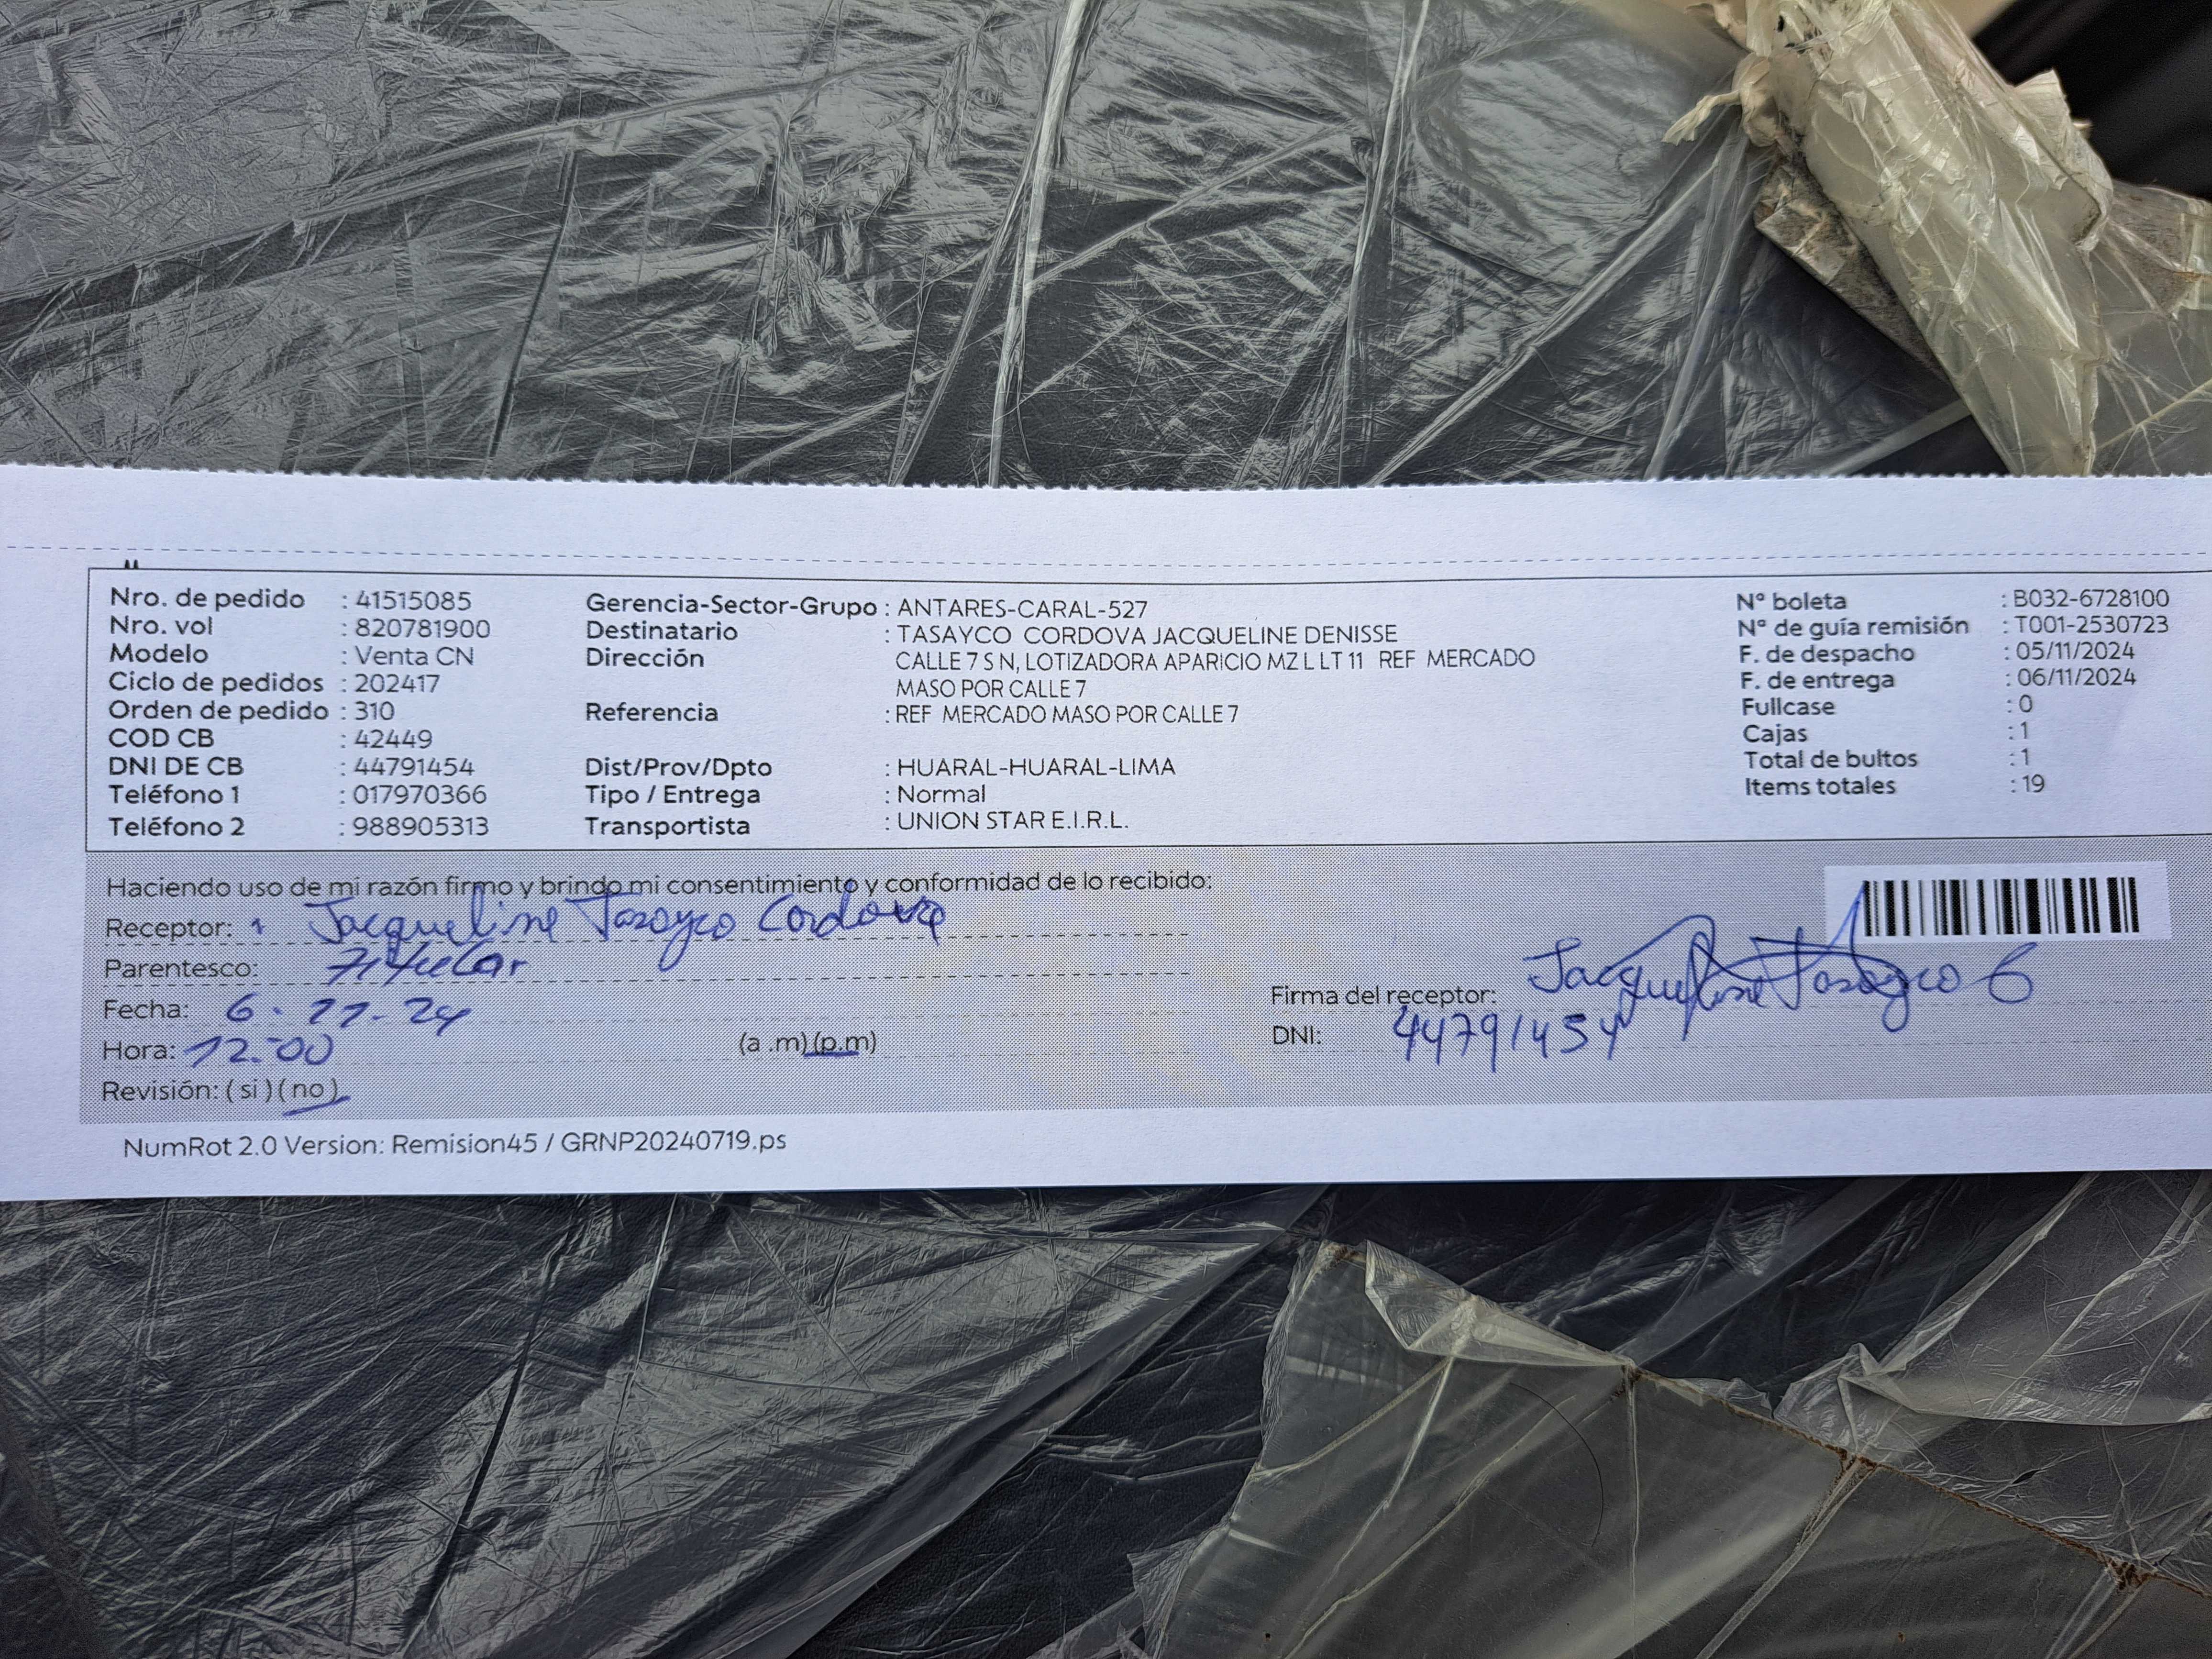 Nro. de pedido : 41515085
Nro. vol : 820781900
Modelo : Venta CN
Ciclo de pedidos : 202417
Orden de pedido : 310
COD CB : 42449
DNI DE CB : 44791454
Teléfono 1 : 017970366
Teléfono 2 : 988905313
Gerencia-Sector-Grupo : ANTARES-CARAL-527
Destinatario : TASAYCO CORDOVA JACQUELINE DENISSE
Dirección CALLE 7 S N, LOTIZADORA APARICIO MZ L LT 11 REF MERCADO
MASO POR CALLE 7
Referencia : REF MERCADO MASO POR CALLE 7
Dist/Prov/Dpto : HUARAL-HUARAL-LIMA
Tipo / Entrega : Normal
Transportista : UNION STAR E.I.R.L.
N° boleta : B032-6728100
N° de guía remisión : T001-2530723
F. de despacho : 05/11/2024
F. de entrega : 06/11/2024
Fullcase : 0
Cajas : 1
Total de bultos : 1
Items totales : 19
Haciendo uso de mi razón firmo y brindo mi consentimiento y conformidad de lo recibido:
Receptor: Jacqueline Tasayco Cordova
Parentesco: Titular
Fecha: 6-11-24
Hora: 12:00 (a .m)(p.m)
Revisión: ( si ) ( no )
Firma del receptor: Jacqueline Tasayco C
DNI: 44791454
NumRot 2.0 Version: Remision45 / GRNP20240719.ps